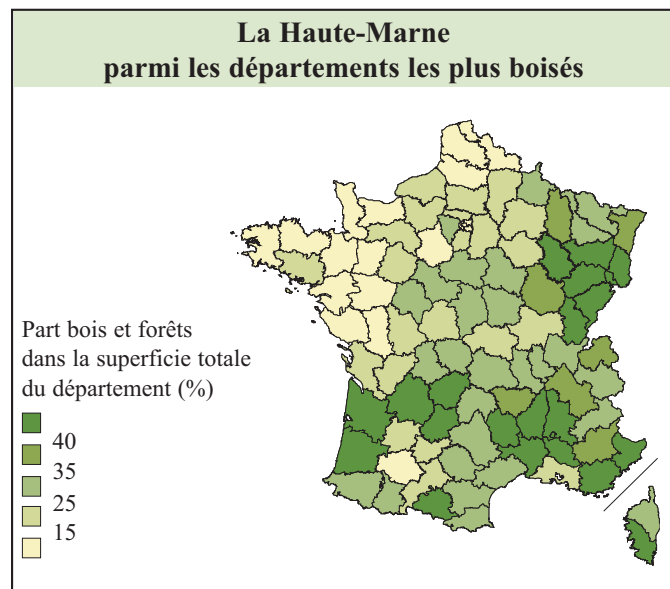 La Haute-Marne
parmi les départements les plus boisés
Part bois et forêts
dans la superficie totale
du département (%)
40
35
25
15